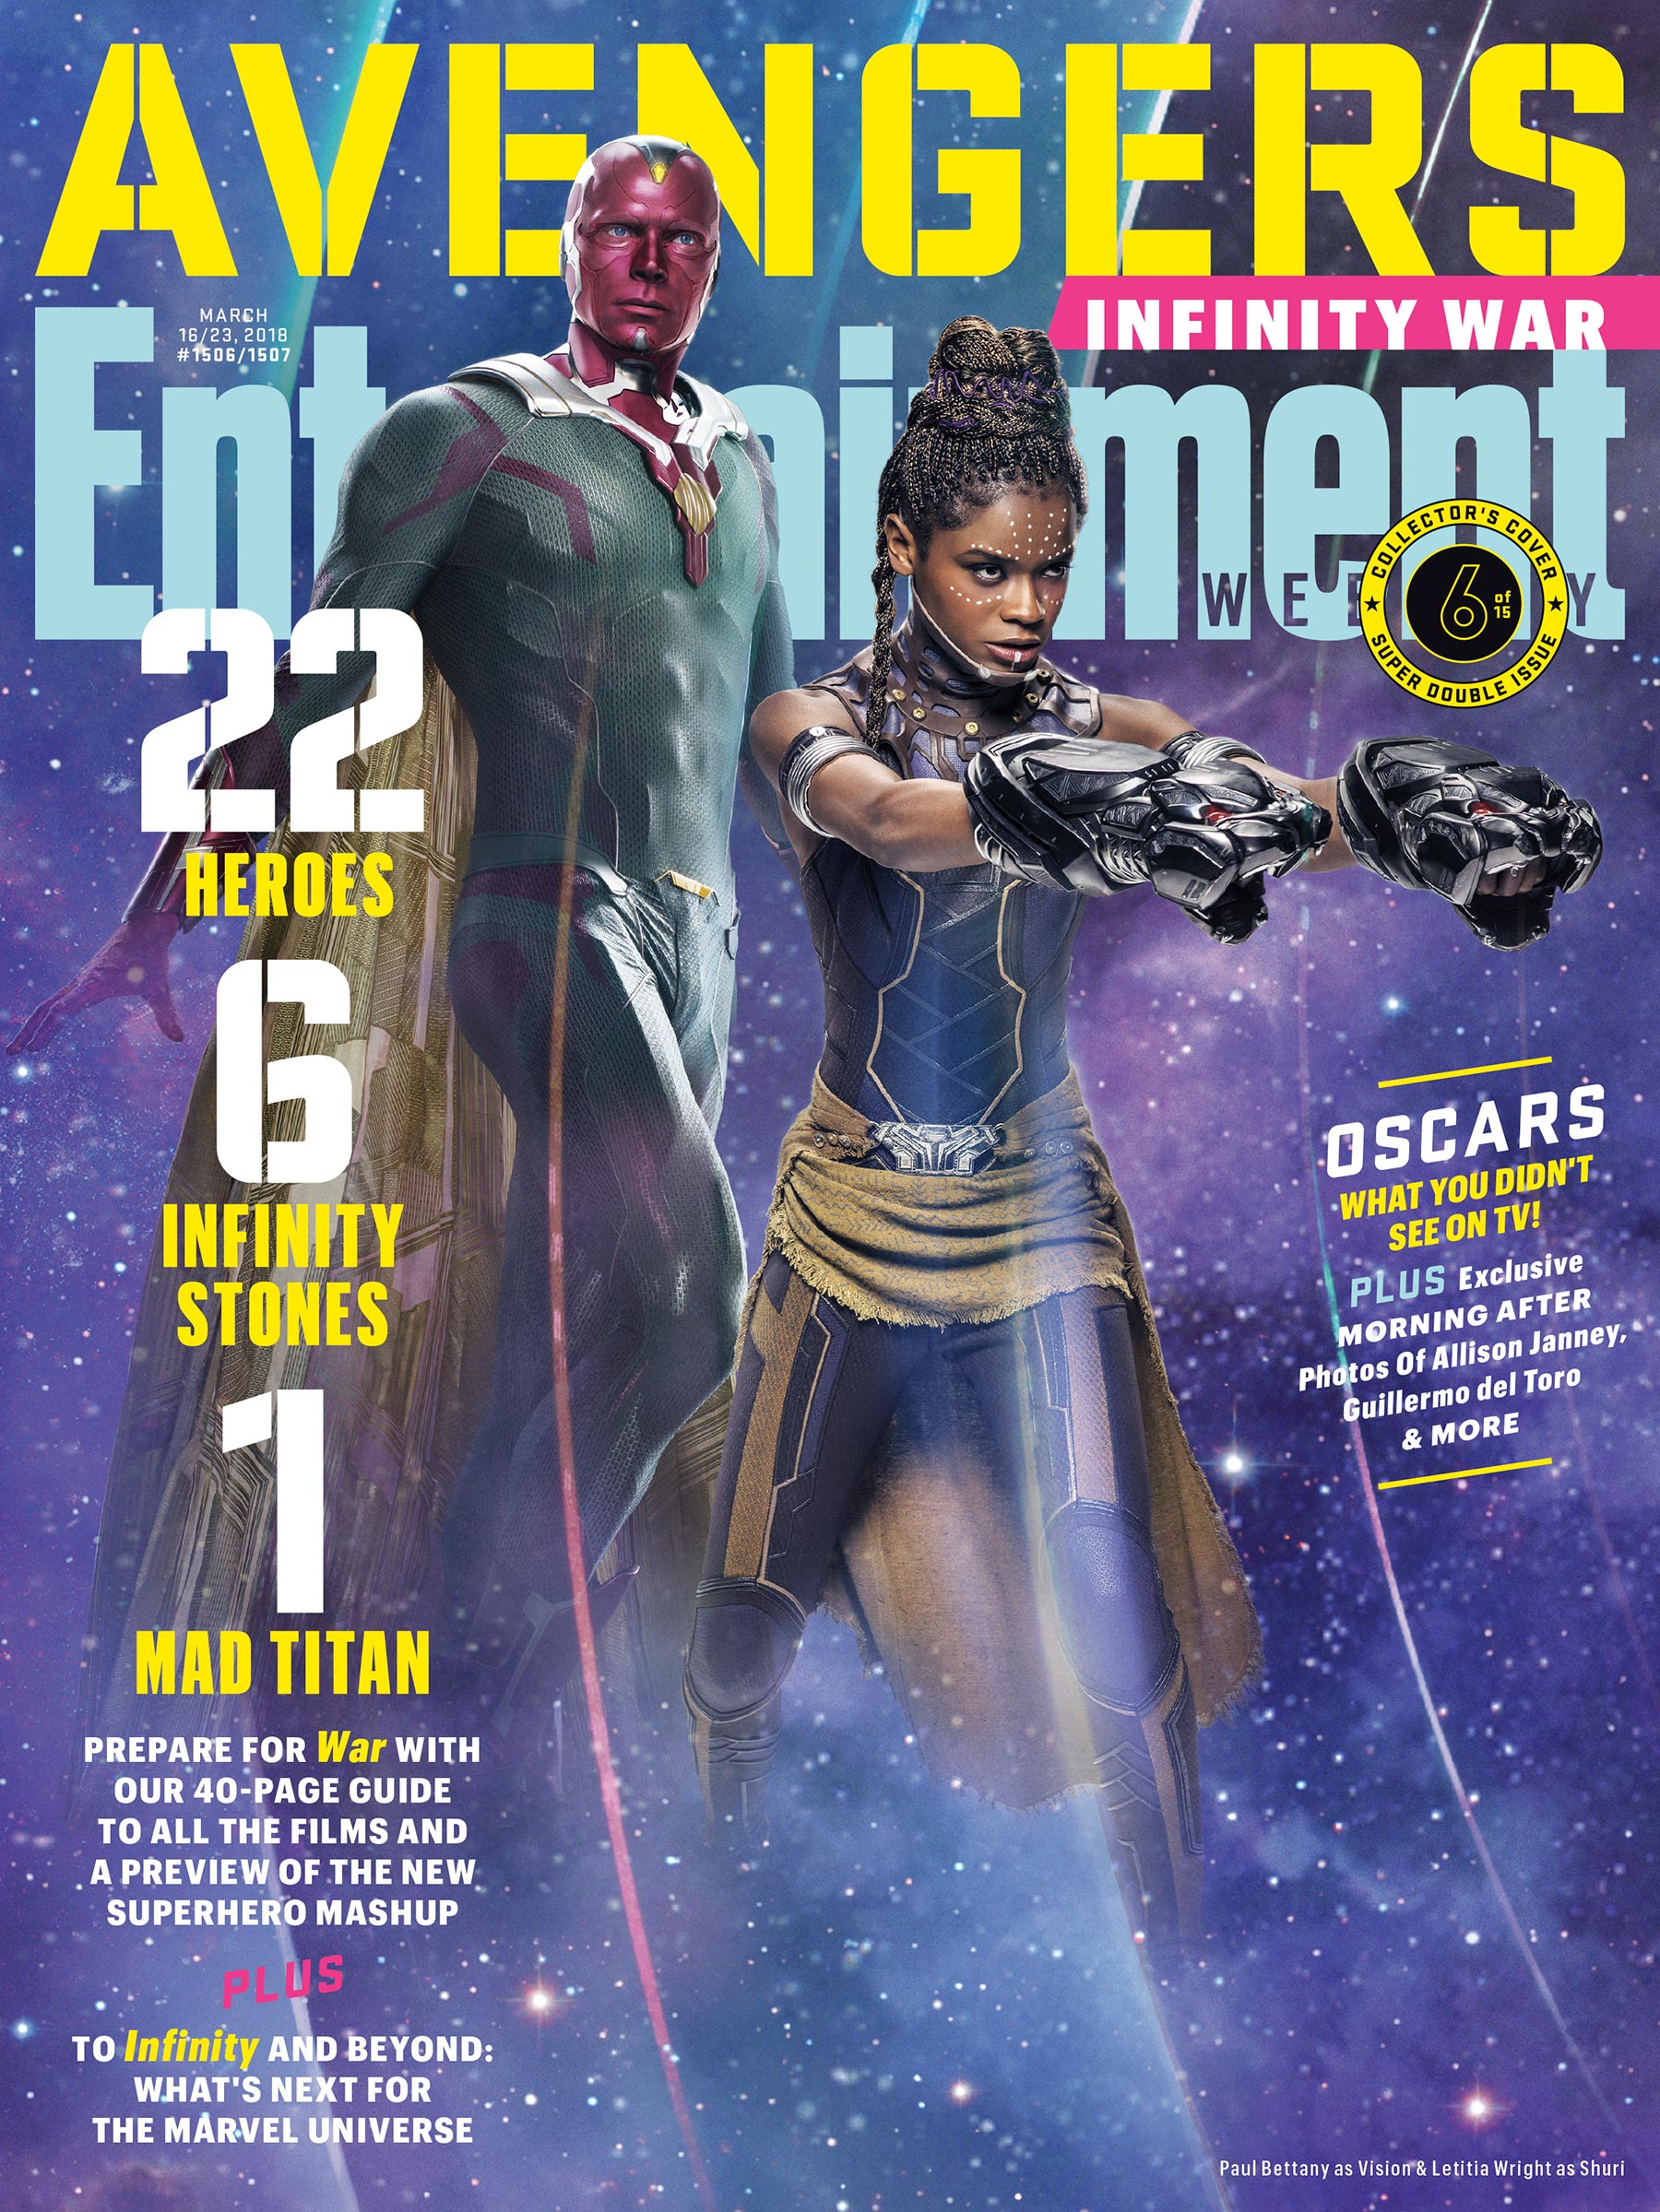 AVENGERS
INFINITY WAR
MARCH
16/23, 2018
#1506/1507
Entertainment
WEEKLY
COLLECTOR'S COVER
6 of 15
SUPER DOUBLE ISSUE
22
HEROES
6
INFINITY
STONES
1
MAD TITAN
PREPARE FOR War WITH
OUR 40-PAGE GUIDE
TO ALL THE FILMS AND
A PREVIEW OF THE NEW
SUPERHERO MASHUP
PLUS
TO Infinity AND BEYOND:
WHAT'S NEXT FOR
THE MARVEL UNIVERSE
OSCARS
WHAT YOU DIDN'T
SEE ON TV!
PLUS Exclusive
MORNING AFTER
Photos Of Allison Janney,
Guillermo del Toro
& MORE
Paul Bettany as Vision & Letitia Wright as Shuri